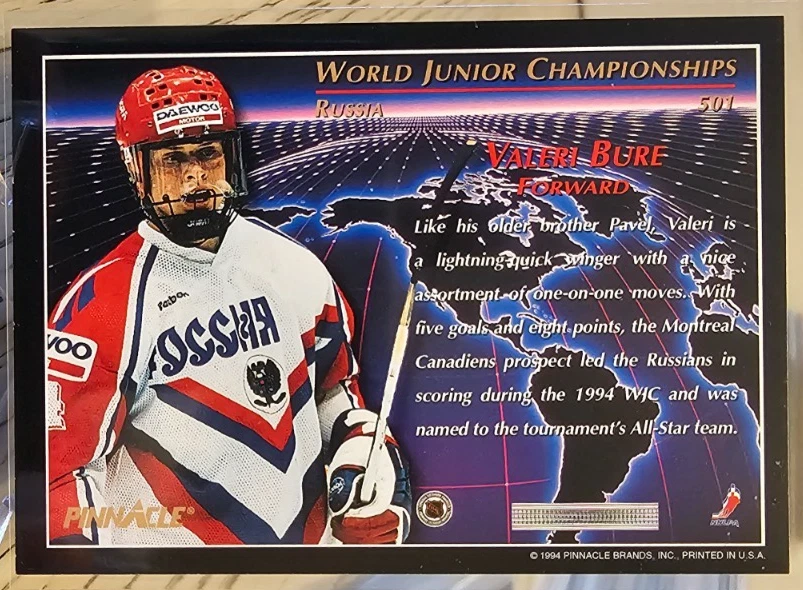 WORLD JUNIOR CHAMPIONSHIPS
RUSSIA 501
VALERI BURE
FORWARD
Like his older brother Pavel, Valeri is
a lightning-quick winger with a nice
assortment of one-on-one moves. With
five goals and eight points, the Montreal
Canadiens prospect led the Russians in
scoring during the 1994 WJC and was
named to the tournament's All-Star team.
DAEWOO
MOTOR
Reebok
РОССИЯ
WOO
PINNACLE®
NHL
NHLPA
© 1994 PINNACLE BRANDS, INC., PRINTED IN U.S.A.